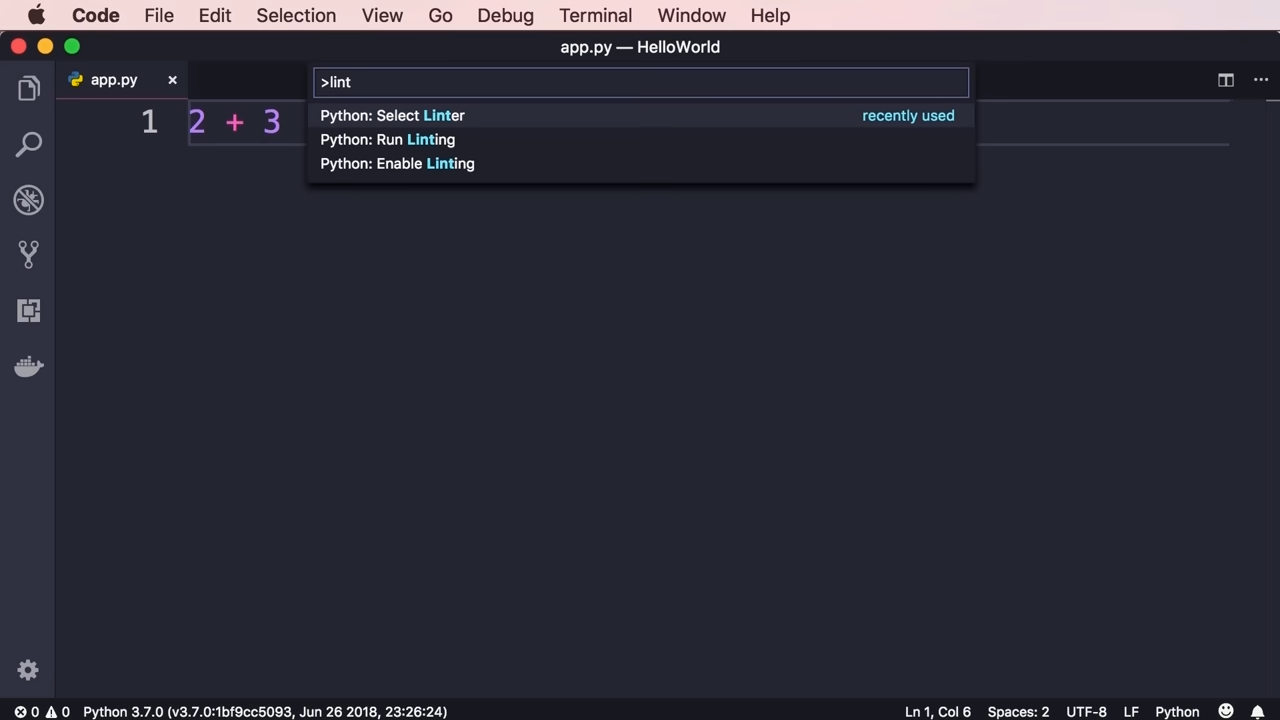 Code File Edit Selection View Go Debug Terminal Window Help
app.py — HelloWorld
app.py ×
>lint
1 2 + 3
Python: Select Linter recently used
Python: Run Linting
Python: Enable Linting
0 0 Python 3.7.0 (v3.7.0:1bf9cc5093, Jun 26 2018, 23:26:24) Ln 1, Col 6 Spaces: 2 UTF-8 LF Python